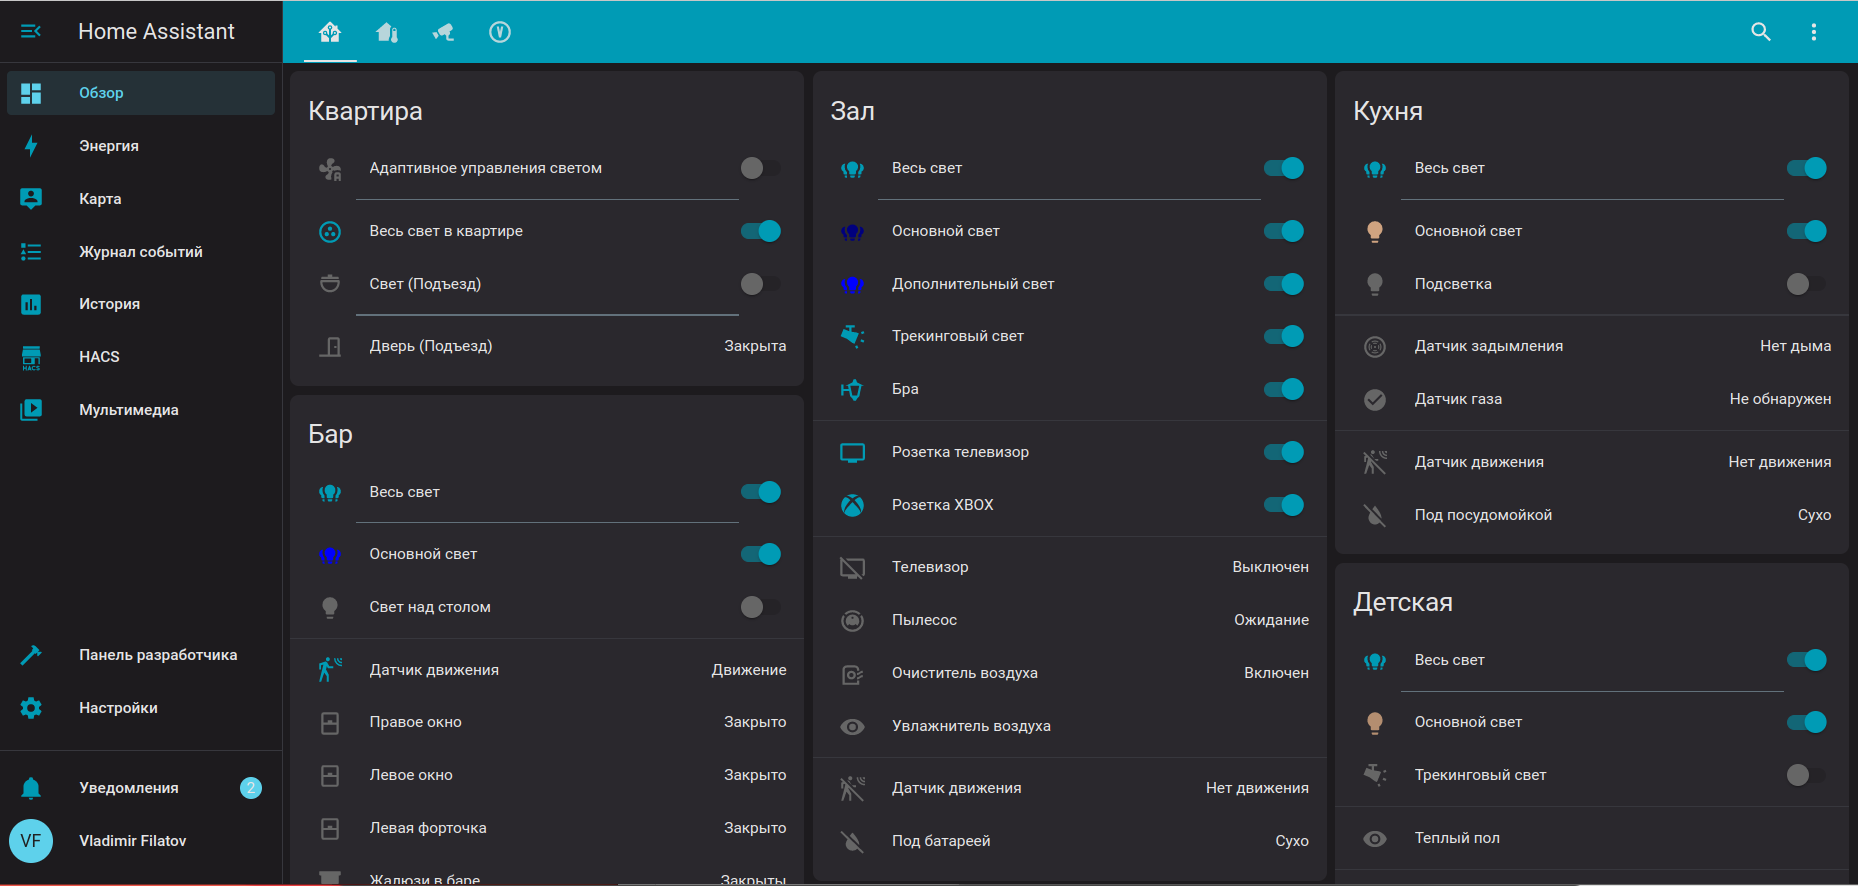 Home Assistant
Обзор
Энергия
Карта
Журнал событий
История
HACS
HACS
Мультимедиа
Панель разработчика
Настройки
Уведомления 2
VF Vladimir Filatov
V
Квартира
Адаптивное управления светом
Весь свет в квартире
Свет (Подъезд)
Дверь (Подъезд) Закрыта
Бар
Весь свет
Основной свет
Свет над столом
Датчик движения Движение
Правое окно Закрыто
Левое окно Закрыто
Левая форточка Закрыто
Жалюзи в баре Закрыты
Зал
Весь свет
Основной свет
Дополнительный свет
Трекинговый свет
Бра
Розетка телевизор
Розетка XBOX
Телевизор Выключен
Пылесос Ожидание
Очиститель воздуха Включен
Увлажнитель воздуха
Датчик движения Нет движения
Под батареей Сухо
Кухня
Весь свет
Основной свет
Подсветка
Датчик задымления Нет дыма
Датчик газа Не обнаружен
Датчик движения Нет движения
Под посудомойкой Сухо
Детская
Весь свет
Основной свет
Трекинговый свет
Теплый пол